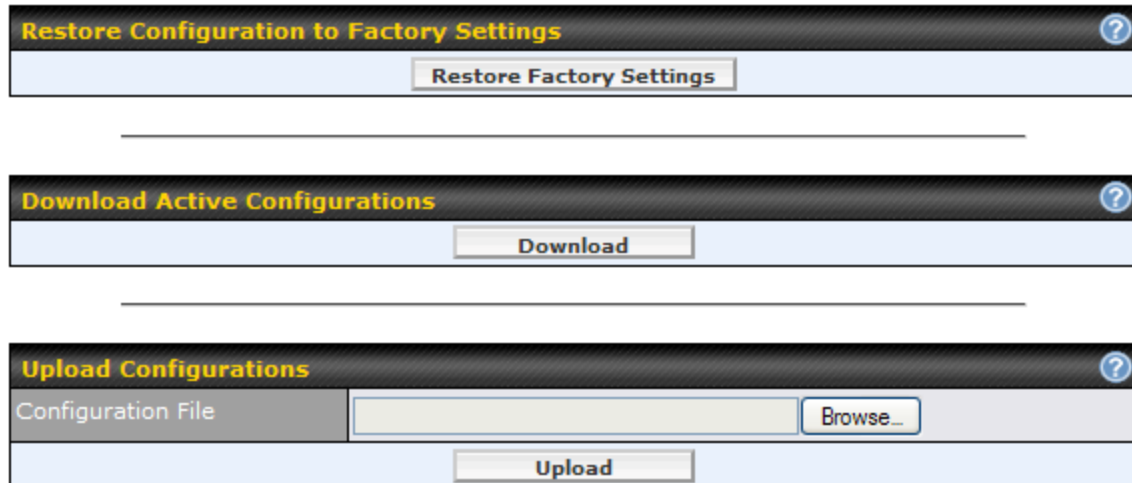 Restore Configuration to Factory Settings
Restore Factory Settings
Download Active Configurations
Download
Upload Configurations
Configuration File Browse...
Upload